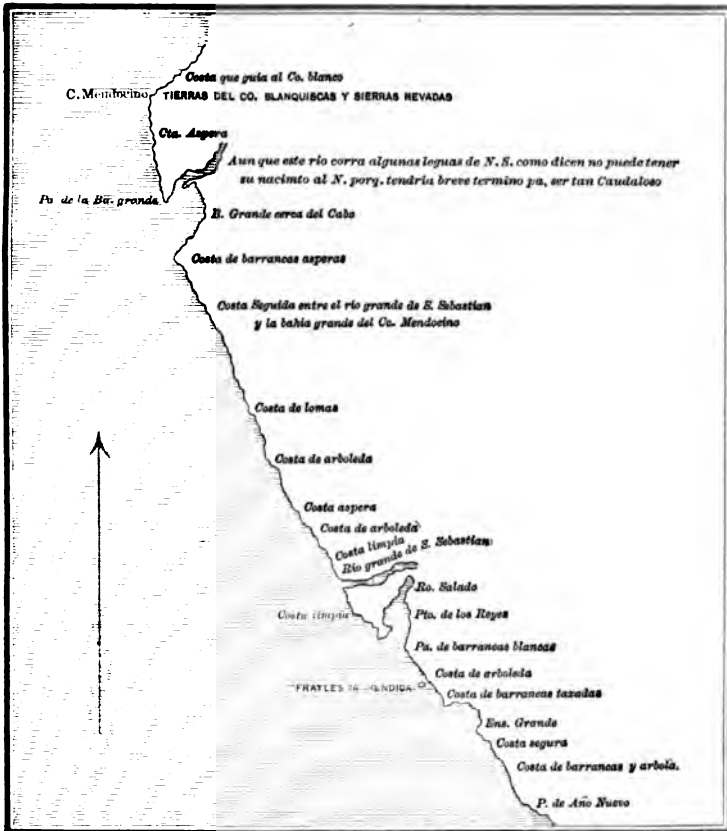 Costa que guia al Co. blanco
C. Mendocino
TIERRAS DEL CO. BLANQUISCAS Y SIERRAS NEVADAS
Cta. Aspera
Aun que este rio corra algunas leguas de N. S. como dicen no puede tener
su nacimto al N. porq. tendria breve termino pa, ser tan Caudaloso
Pa de la Ba. grande
B. Grande cerca del Cabo
Costa de barrancas asperas
Costa Seguida entre el rio grande de S. Sebastian
y la bahia grande del Co. Mendocino
Costa de lomas
Costa de arboleda
Costa aspera
Costa de arboleda
Costa limpia
Rio grande de S. Sebastian
Ro. Salado
Costa limpia
Pto. de los Reyes
Pa. de barrancas blancas
Costa de arboleda
FRAYLES
Costa de barrancas taxadas
Ens. Grande
Costa segura
Costa de barrancas y arbola.
P. de Año Nuevo